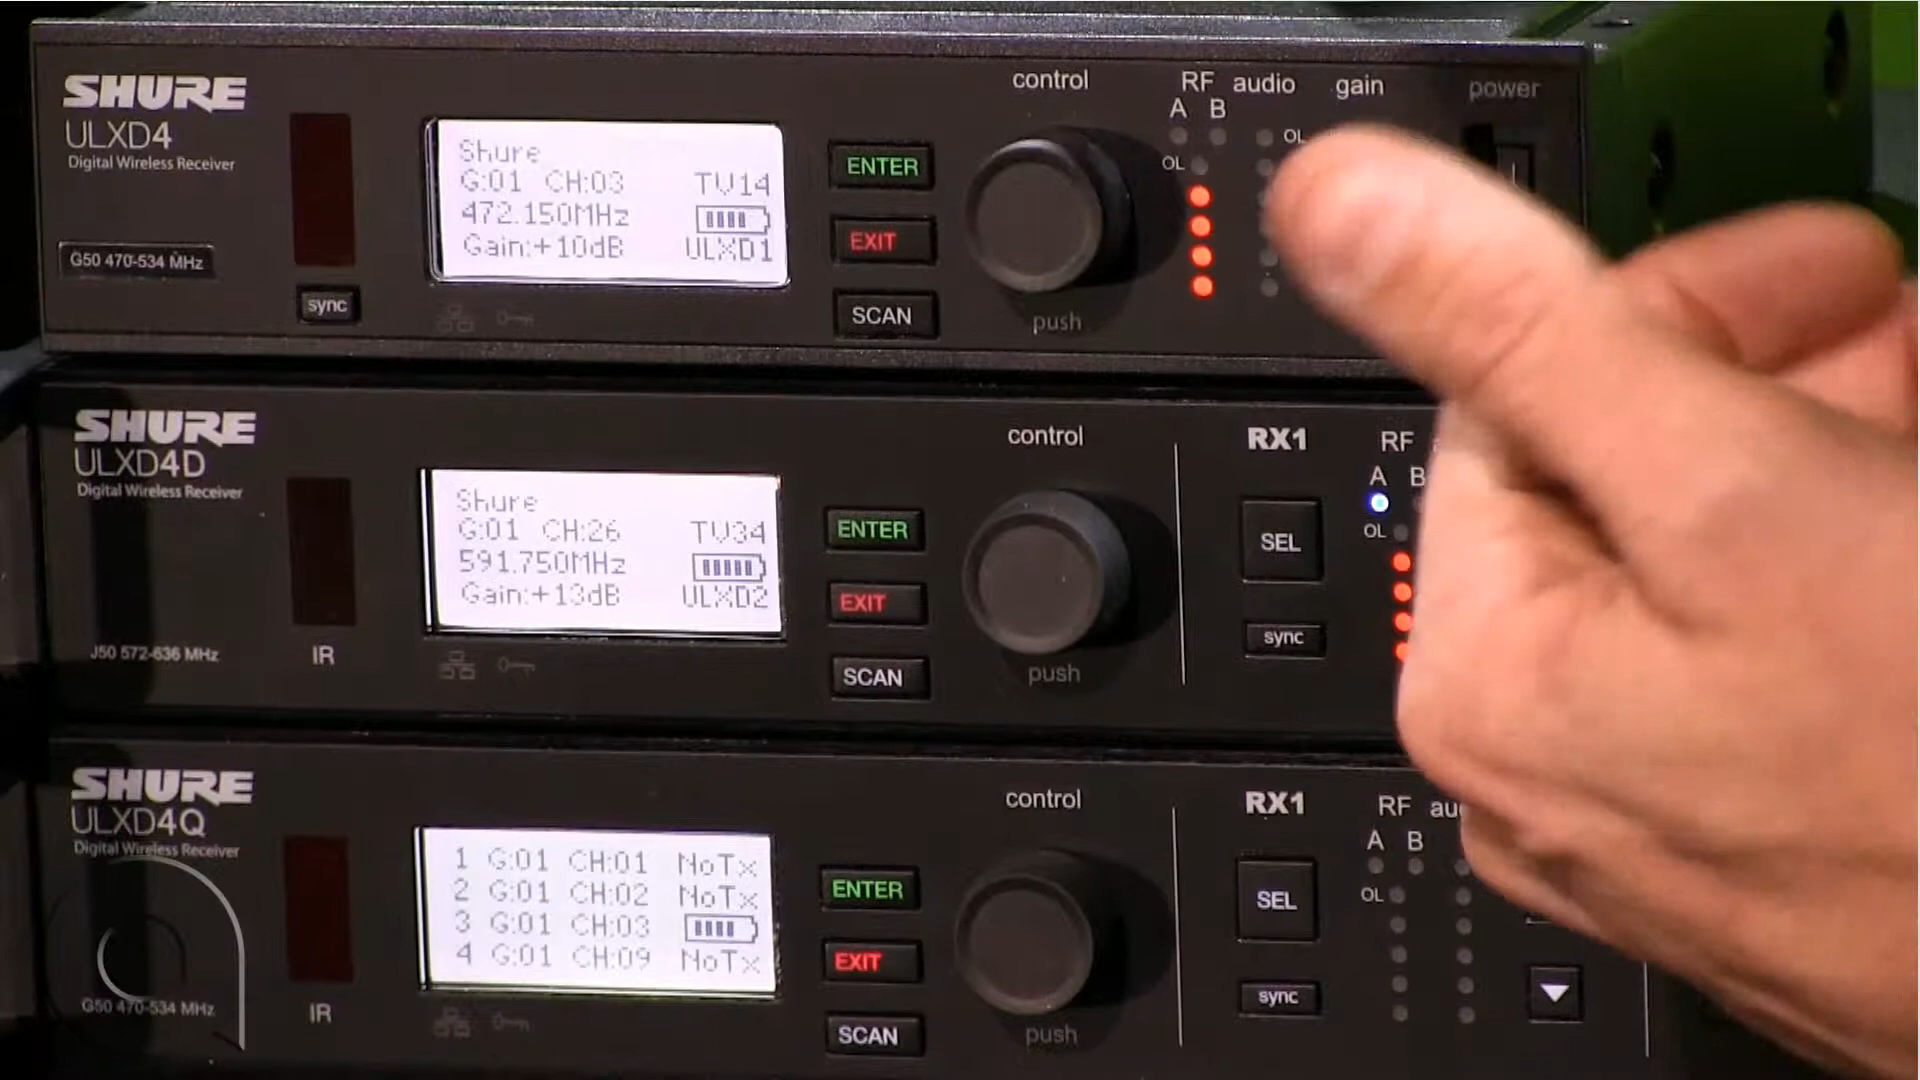 SHURE
ULXD4
Digital Wireless Receiver
G50 470-534 MHz
sync
Shure
G:01 CH:03 TV14
472.150MHz
Gain:+10dB ULXD1
ENTER
EXIT
SCAN
control
push
RF audio gain power
A B
OL
OL
SHURE
ULXD4D
Digital Wireless Receiver
J50 572-636 MHz
IR
Shure
G:01 CH:26 TV34
591.750MHz
Gain:+13dB ULXD2
ENTER
EXIT
SCAN
control
push
RX1
SEL
sync
RF
A B
OL
SHURE
ULXD4Q
Digital Wireless Receiver
G50 470-534 MHz
IR
1 G:01 CH:01 NoTx
2 G:01 CH:02 NoTx
3 G:01 CH:03
4 G:01 CH:09 NoTx
ENTER
EXIT
SCAN
control
push
RX1
SEL
sync
RF au
A B
OL